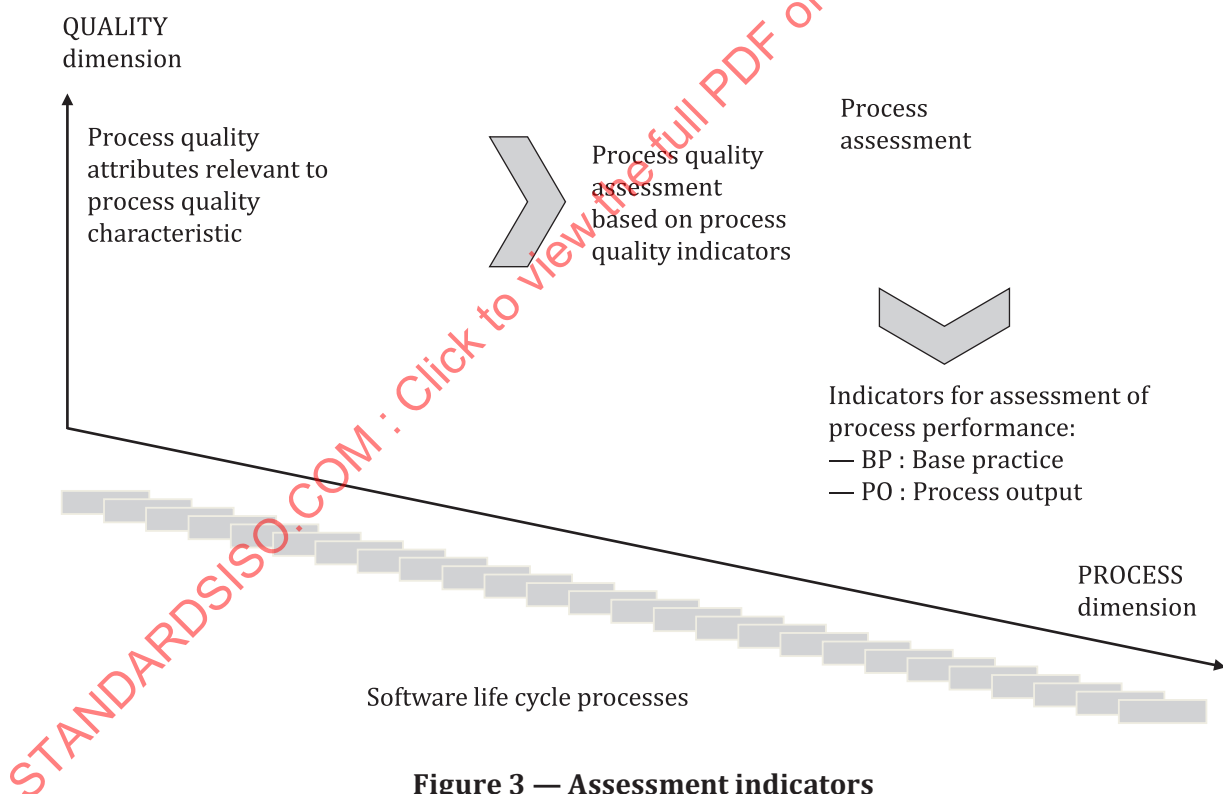 QUALITY
dimension
Process quality
attributes relevant to
process quality
characteristic
Process quality
assessment
based on process
quality indicators
Process
assessment
Indicators for assessment of
process performance:
— BP : Base practice
— PO : Process output
PROCESS
dimension
Software life cycle processes
Figure 3 — Assessment indicators
STANDARDSISO.COM : Click to view the full PDF of